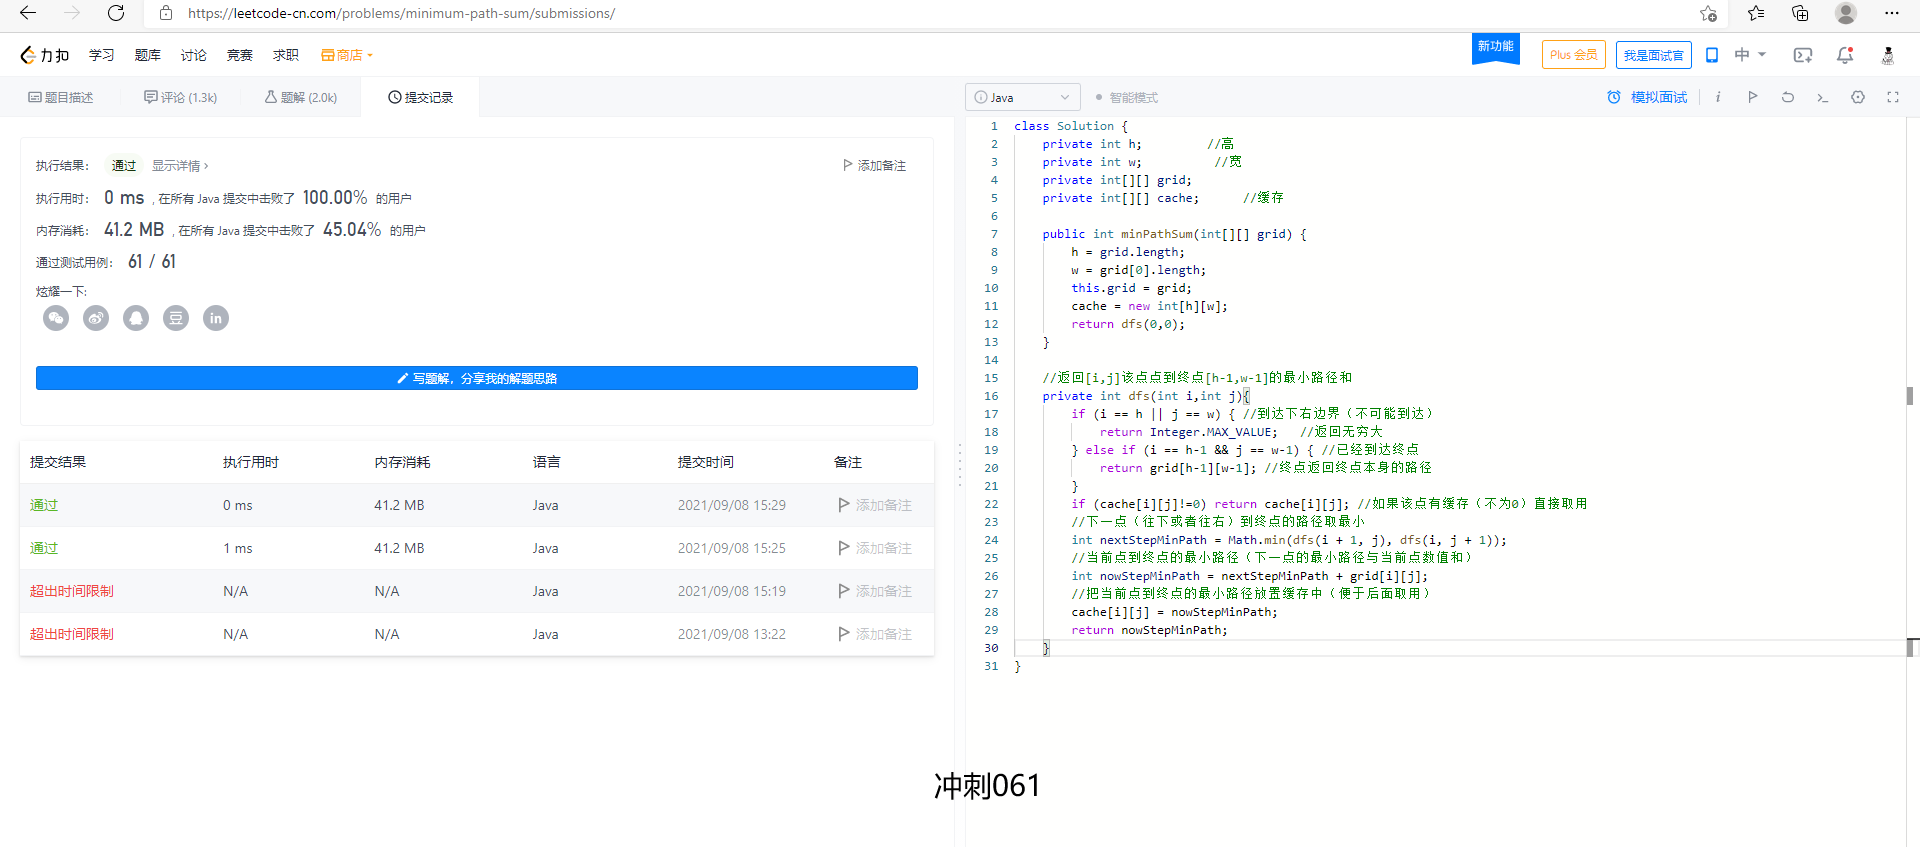 https://leetcode-cn.com/problems/minimum-path-sum/submissions/
力扣 学习 题库 讨论 竞赛 求职 商店 新功能 Plus 会员 我是面试官 中
题目描述 评论 (1.3k) 题解 (2.0k) 提交记录
执行结果： 通过 显示详情 › 添加备注
执行用时： 0 ms , 在所有 Java 提交中击败了 100.00% 的用户
内存消耗： 41.2 MB , 在所有 Java 提交中击败了 45.04% 的用户
通过测试用例： 61 / 61
炫耀一下:
豆 in
写题解，分享我的解题思路
提交结果 执行用时 内存消耗 语言 提交时间 备注
通过 0 ms 41.2 MB Java 2021/09/08 15:29 添加备注
通过 1 ms 41.2 MB Java 2021/09/08 15:25 添加备注
超出时间限制 N/A N/A Java 2021/09/08 15:19 添加备注
超出时间限制 N/A N/A Java 2021/09/08 13:22 添加备注
Java 智能模式 模拟面试 i
1 class Solution {
2 private int h; //高
3 private int w; //宽
4 private int[][] grid;
5 private int[][] cache; //缓存
6
7 public int minPathSum(int[][] grid) {
8 h = grid.length;
9 w = grid[0].length;
10 this.grid = grid;
11 cache = new int[h][w];
12 return dfs(0,0);
13 }
14
15 //返回[i,j]该点点到终点[h-1,w-1]的最小路径和
16 private int dfs(int i,int j){
17 if (i == h || j == w) { //到达下右边界（不可能到达）
18 return Integer.MAX_VALUE; //返回无穷大
19 } else if (i == h-1 && j == w-1) { //已经到达终点
20 return grid[h-1][w-1]; //终点返回终点本身的路径
21 }
22 if (cache[i][j]!=0) return cache[i][j]; //如果该点有缓存（不为0）直接取用
23 //下一点（往下或者往右）到终点的路径取最小
24 int nextStepMinPath = Math.min(dfs(i + 1, j), dfs(i, j + 1));
25 //当前点到终点的最小路径（下一点的最小路径与当前点数值和）
26 int nowStepMinPath = nextStepMinPath + grid[i][j];
27 //把当前点到终点的最小路径放置缓存中（便于后面取用）
28 cache[i][j] = nowStepMinPath;
29 return nowStepMinPath;
30 }
31 }
冲刺061